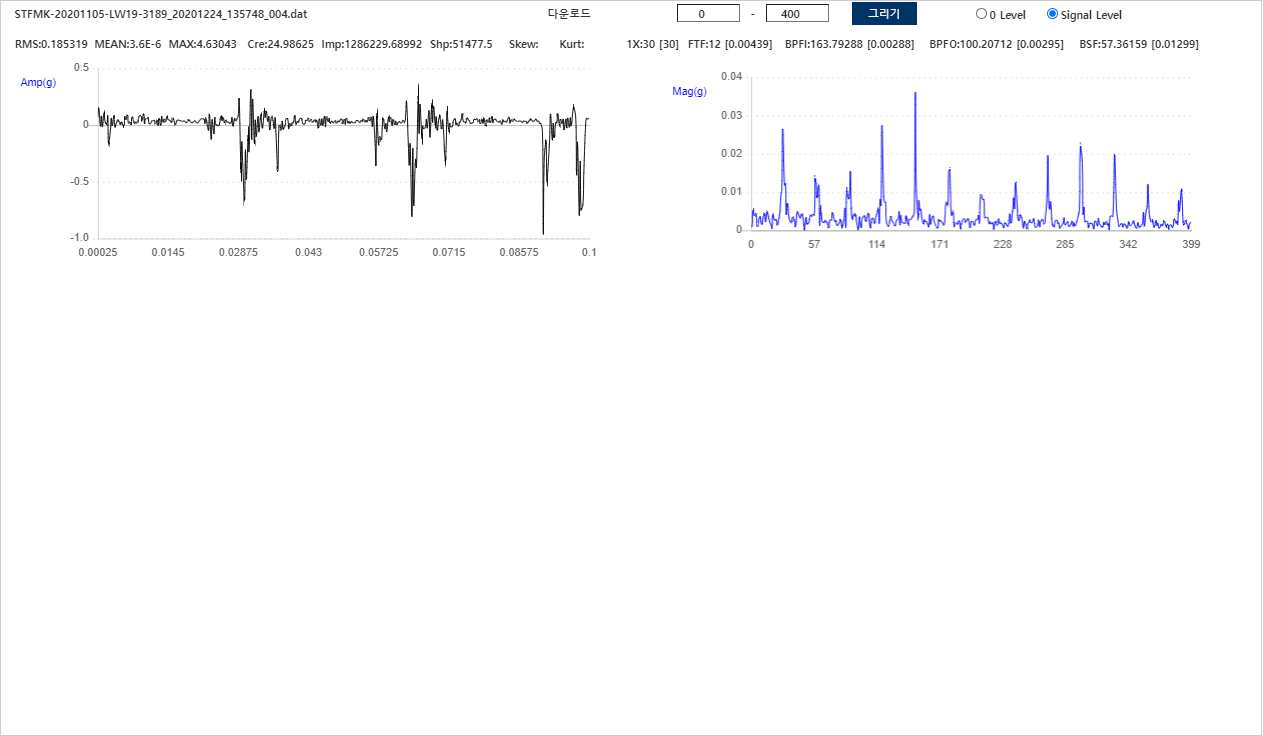 STFMK-20201105-LW19-3189_20201224_135748_004.dat 다운로드 0 - 400 그리기 0 Level Signal Level
RMS:0.185319 MEAN:3.6E-6 MAX:4.63043 Cre:24.98625 Imp:1286229.68992 Shp:51477.5 Skew: Kurt: 1X:30 [30] FTF:12 [0.00439] BPFI:163.79288 [0.00288] BPFO:100.20712 [0.00295] BSF:57.36159 [0.01299]
Amp(g)
0.5
0
-0.5
-1.0
0.00025 0.0145 0.02875 0.043 0.05725 0.0715 0.08575 0.1
Mag(g)
0.04
0.03
0.02
0.01
0
0 57 114 171 228 285 342 399